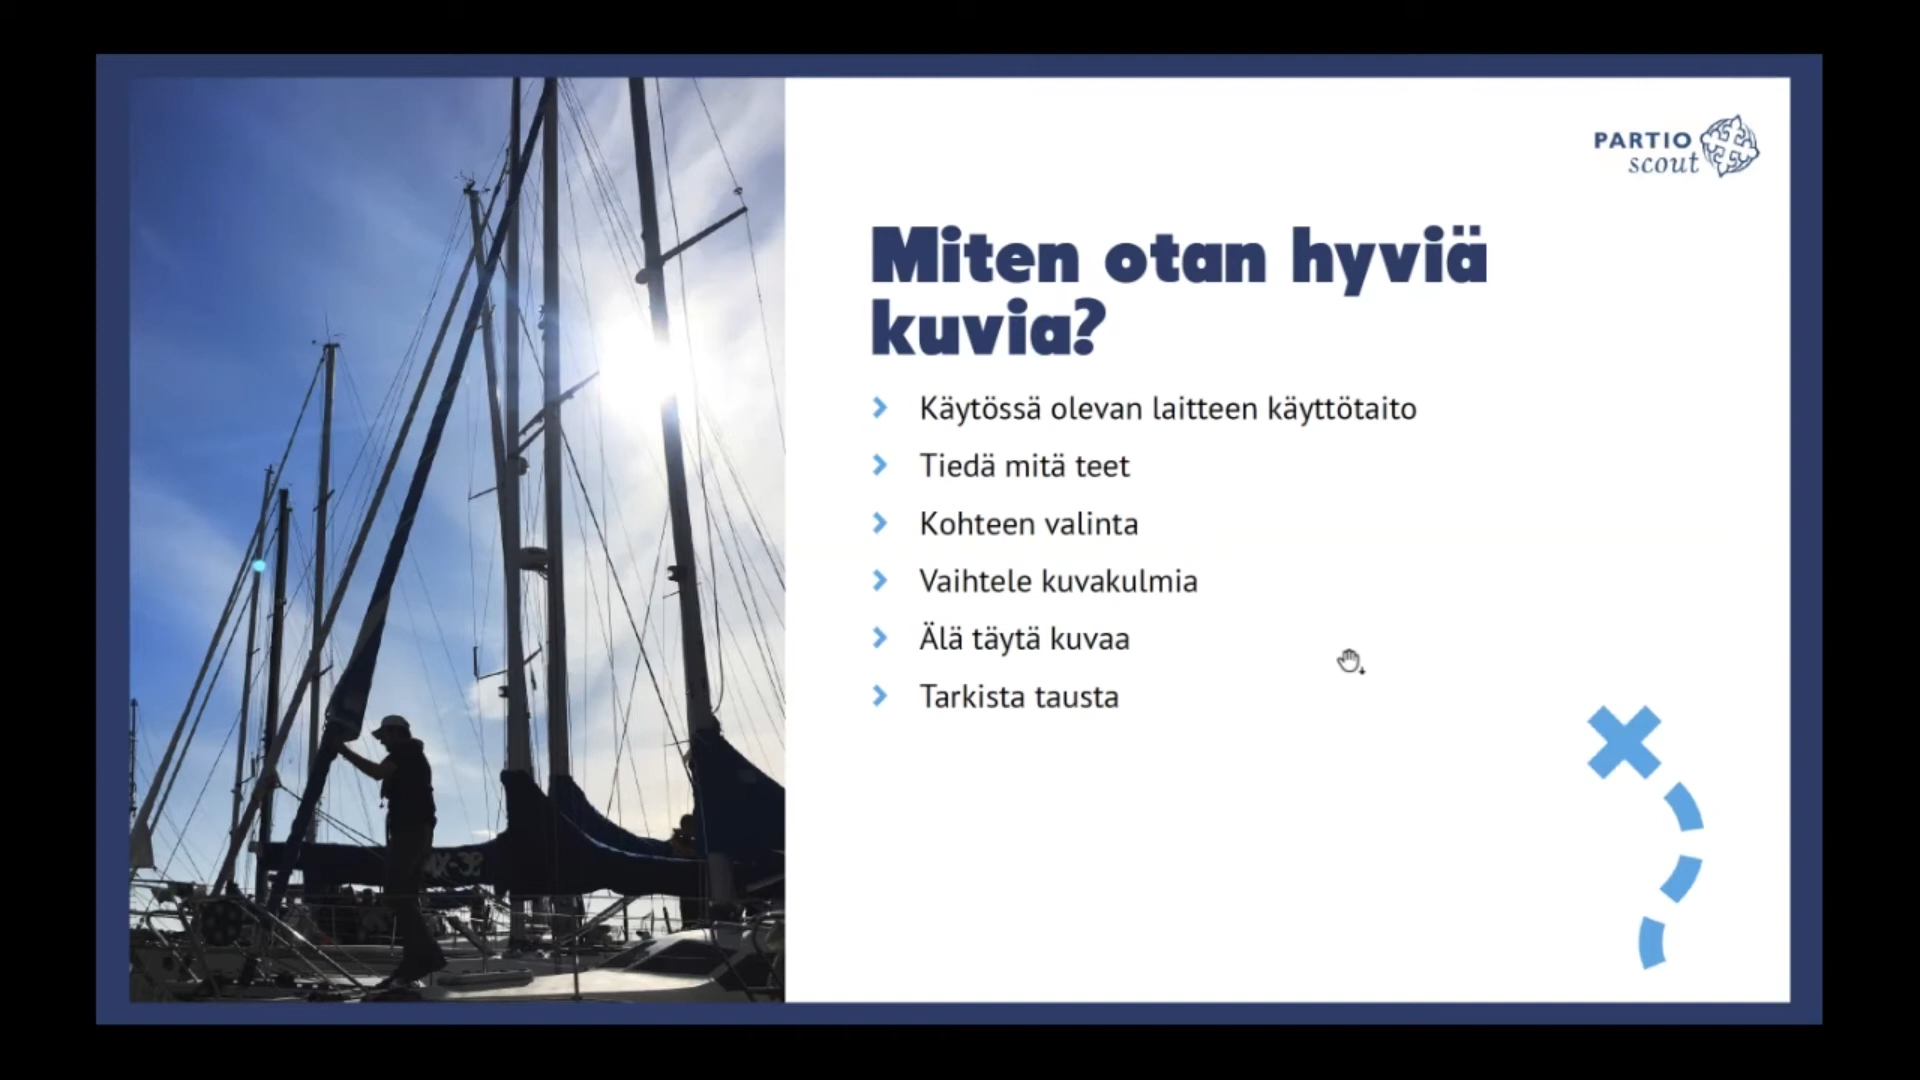 PARTIO
scout
Miten otan hyviä
kuvia?
Käytössä olevan laitteen käyttötaito
Tiedä mitä teet
Kohteen valinta
Vaihtele kuvakulmia
Älä täytä kuvaa
Tarkista tausta